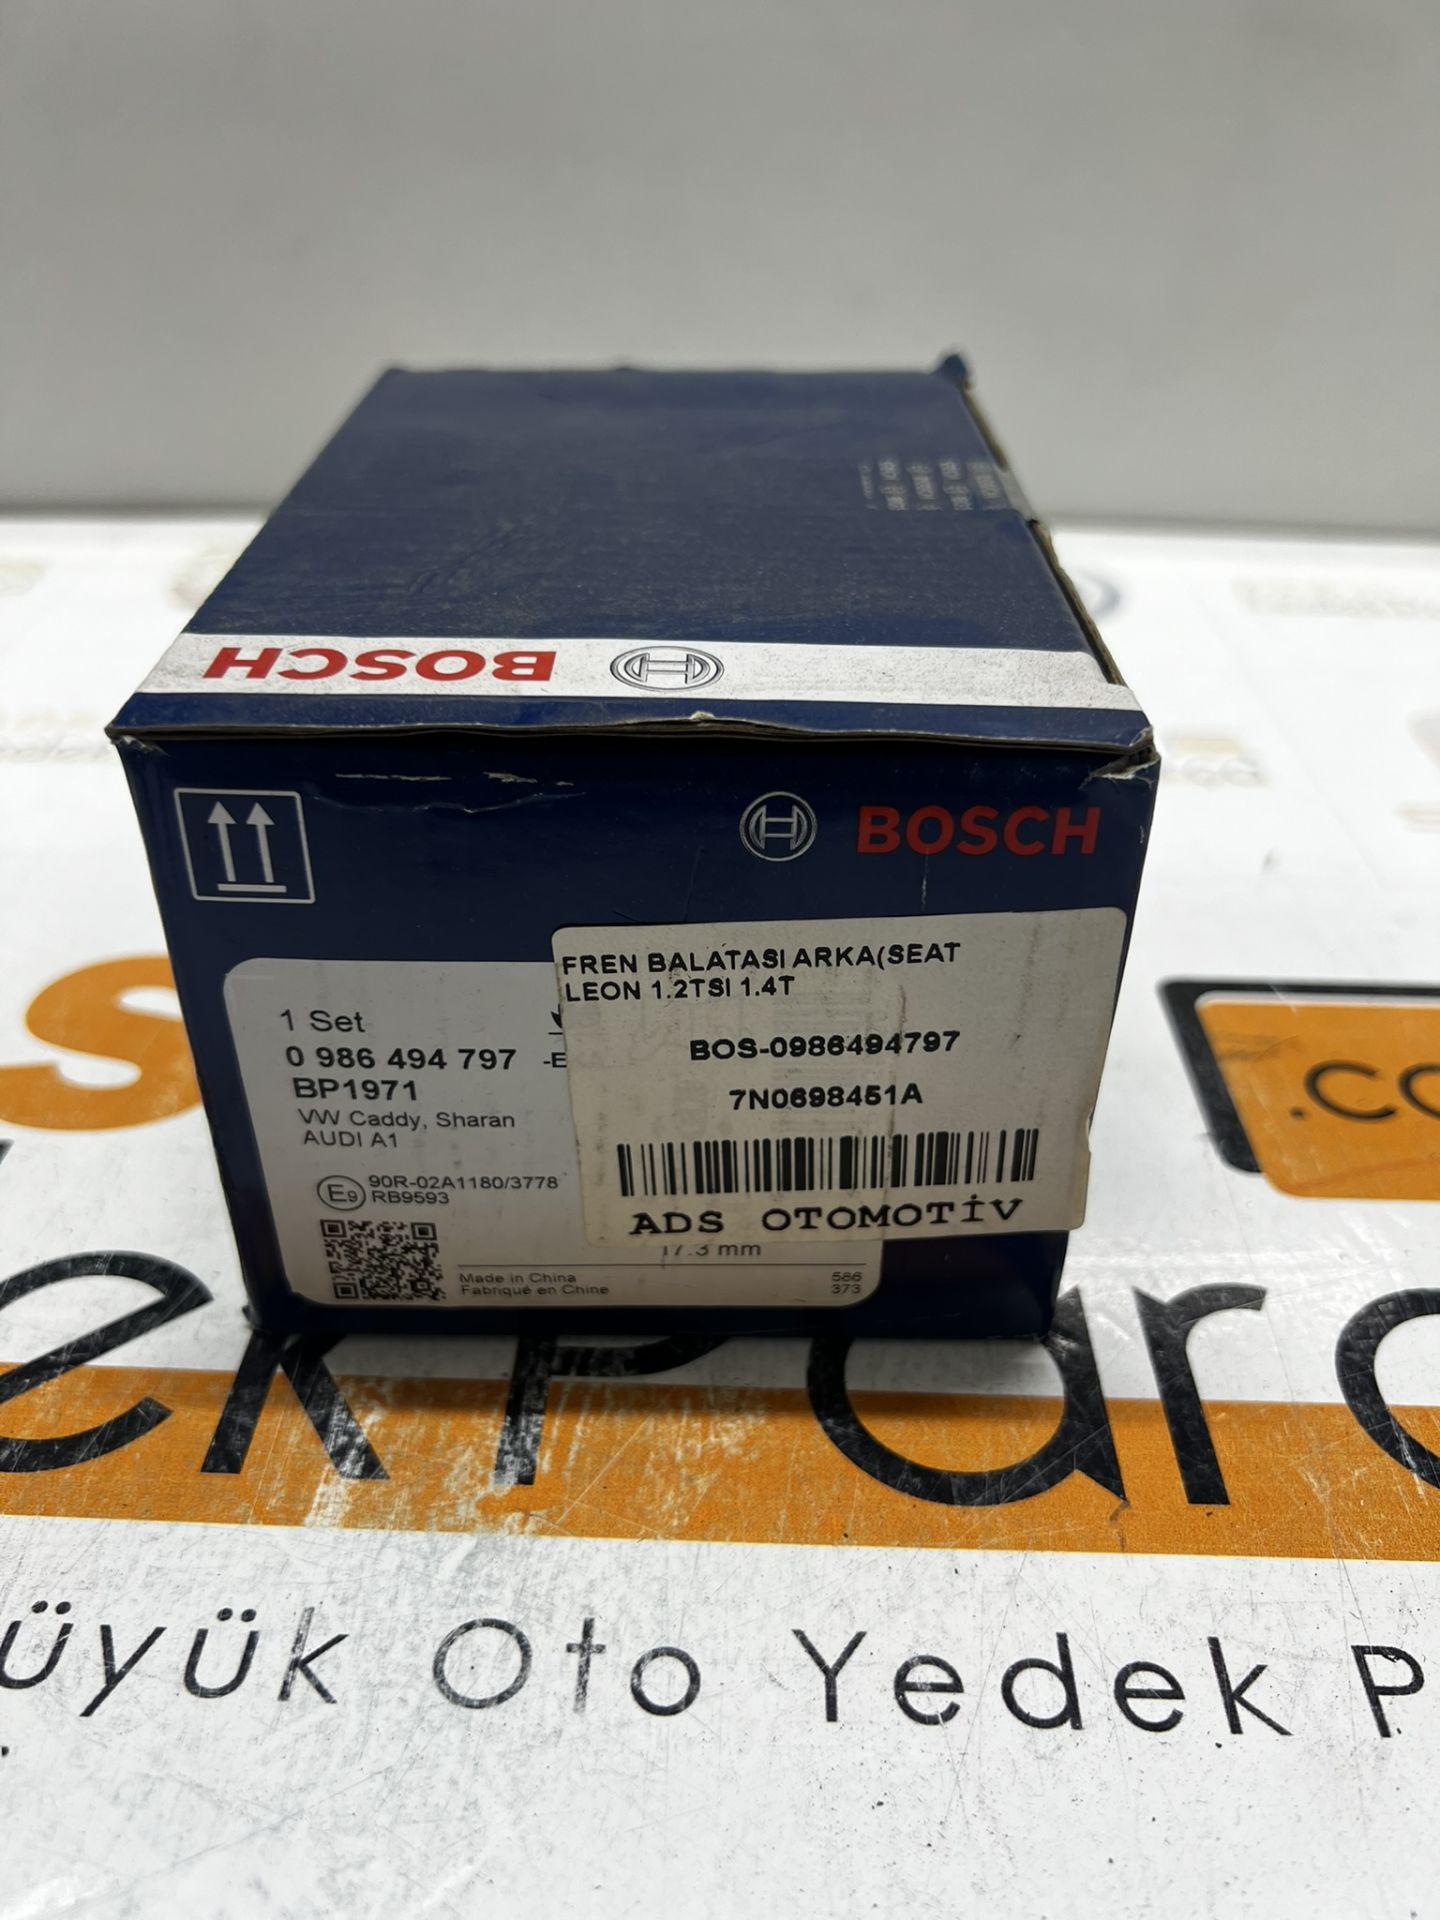 BOSCH
BOSCH
FREN BALATASI ARKA(SEAT
LEON 1.2TSI 1.4T
BOS-0986494797
7N0698451A
ADS OTOMOTİV
1 Set
0 986 494 797 -E
BP1971
VW Caddy, Sharan
AUDI A1
E9 90R-02A1180/3778
RB9593
17.3 mm
Made in China 586
Fabriqué en Chine 373
.co
ekPar
üyük Oto Yedek P